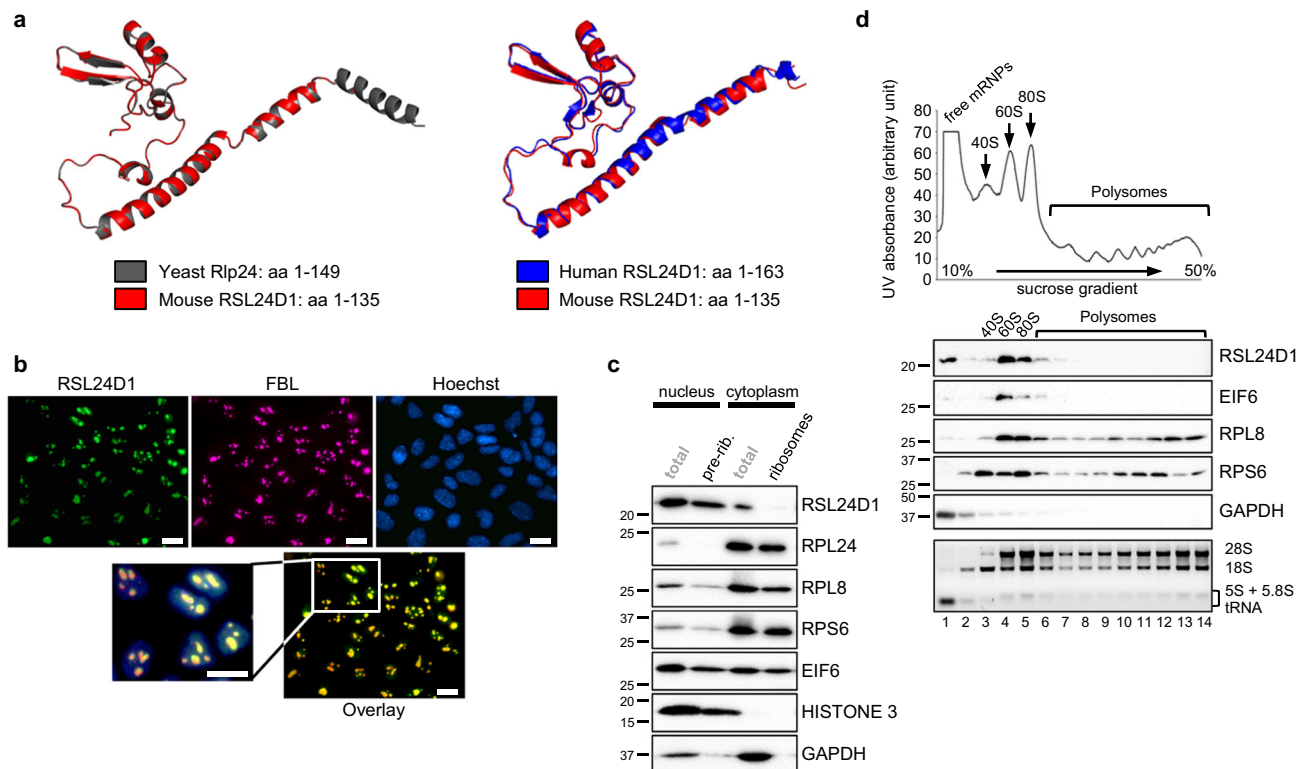 a
Yeast Rlp24: aa 1-149
Mouse RSL24D1: aa 1-135
Human RSL24D1: aa 1-163
Mouse RSL24D1: aa 1-135
b
RSL24D1
FBL
Hoechst
Overlay
c
nucleus
cytoplasm
total
pre-rib.
total
ribosomes
20
RSL24D1
25
RPL24
25
RPL8
37
25
RPS6
25
EIF6
20
15
HISTONE 3
37
GAPDH
d
UV absorbance (arbitrary unit)
80
70
60
50
40
30
20
10
0
free mRNPs
40S
60S
80S
Polysomes
10%
50%
sucrose gradient
40S
60S
80S
Polysomes
20
RSL24D1
25
EIF6
25
RPL8
37
25
RPS6
50
37
GAPDH
28S
18S
5S + 5.8S
tRNA
1 2 3 4 5 6 7 8 9 10 11 12 13 14